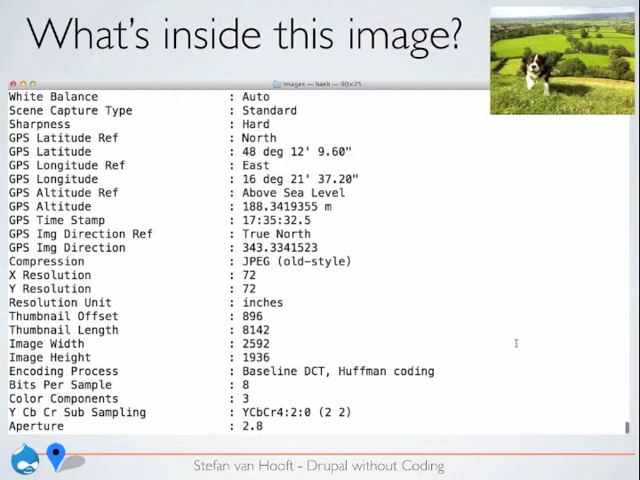 What's inside this image?
Images — bash — 90×25
White Balance : Auto
Scene Capture Type : Standard
Sharpness : Hard
GPS Latitude Ref : North
GPS Latitude : 48 deg 12' 9.60"
GPS Longitude Ref : East
GPS Longitude : 16 deg 21' 37.20"
GPS Altitude Ref : Above Sea Level
GPS Altitude : 188.3419355 m
GPS Time Stamp : 17:35:32.5
GPS Img Direction Ref : True North
GPS Img Direction : 343.3341523
Compression : JPEG (old-style)
X Resolution : 72
Y Resolution : 72
Resolution Unit : inches
Thumbnail Offset : 896
Thumbnail Length : 8142
Image Width : 2592
Image Height : 1936
Encoding Process : Baseline DCT, Huffman coding
Bits Per Sample : 8
Color Components : 3
Y Cb Cr Sub Sampling : YCbCr4:2:0 (2 2)
Aperture : 2.8
Stefan van Hooft - Drupal without Coding